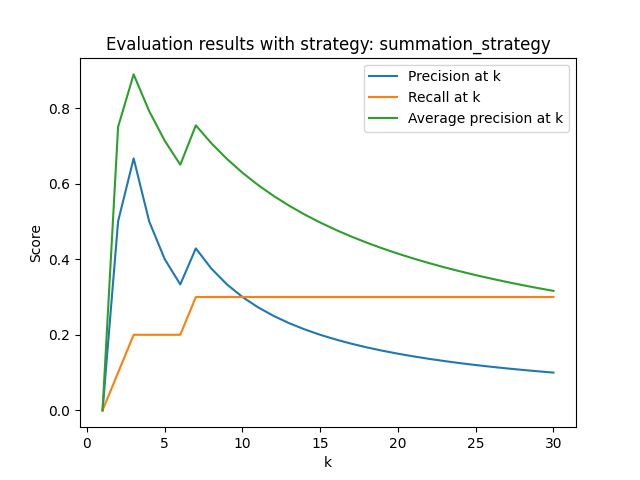 Evaluation results with strategy: summation_strategy
Precision at k
Recall at k
Average precision at k
Score
0.8
0.6
0.4
0.2
0.0
0
5
10
15
20
25
30
k